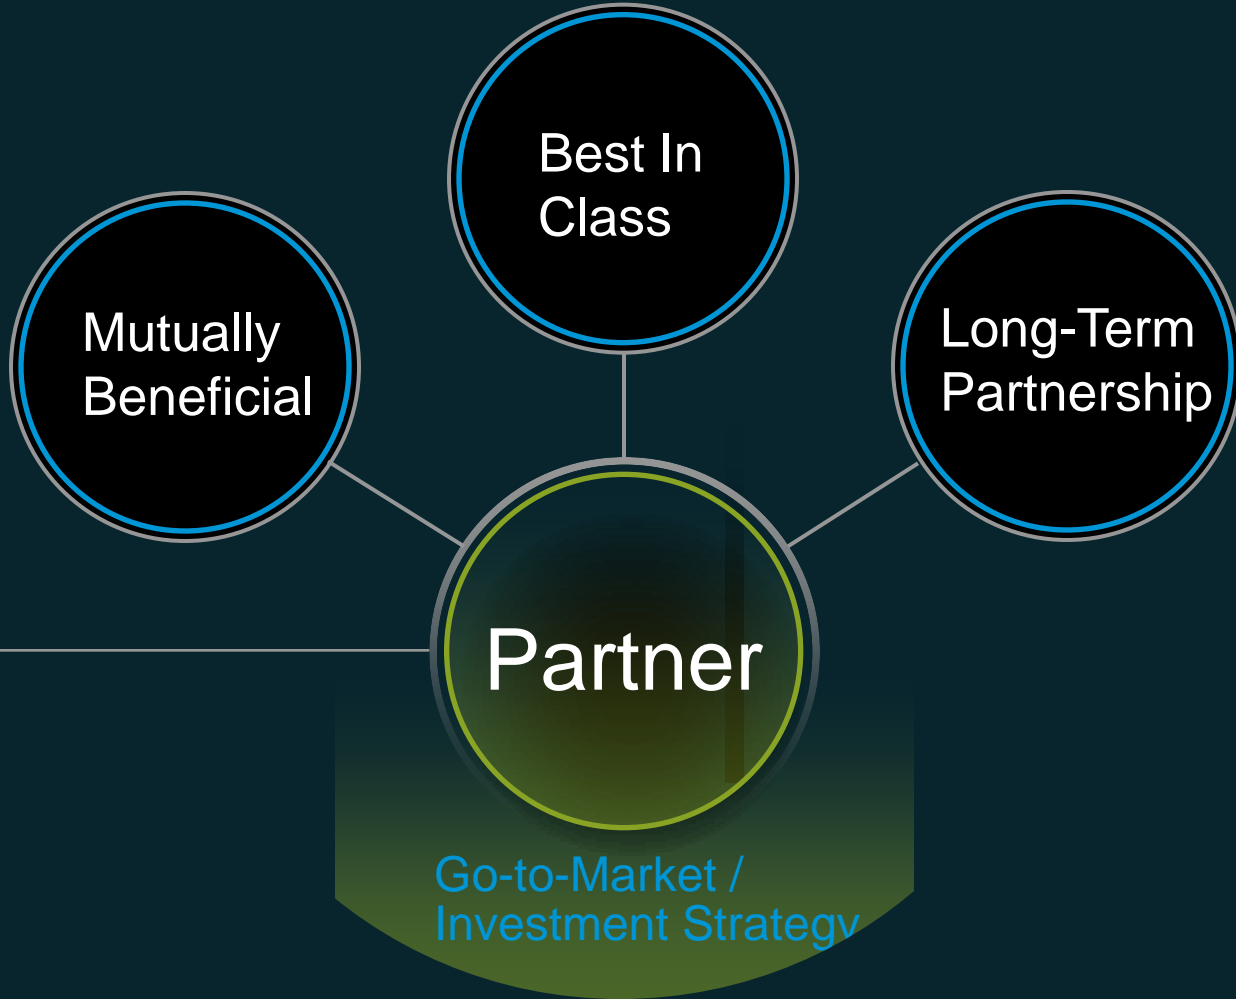 Best In
Class
Mutually
Beneficial
Long-Term
Partnership
Partner
Go-to-Market /
Investment Strategy